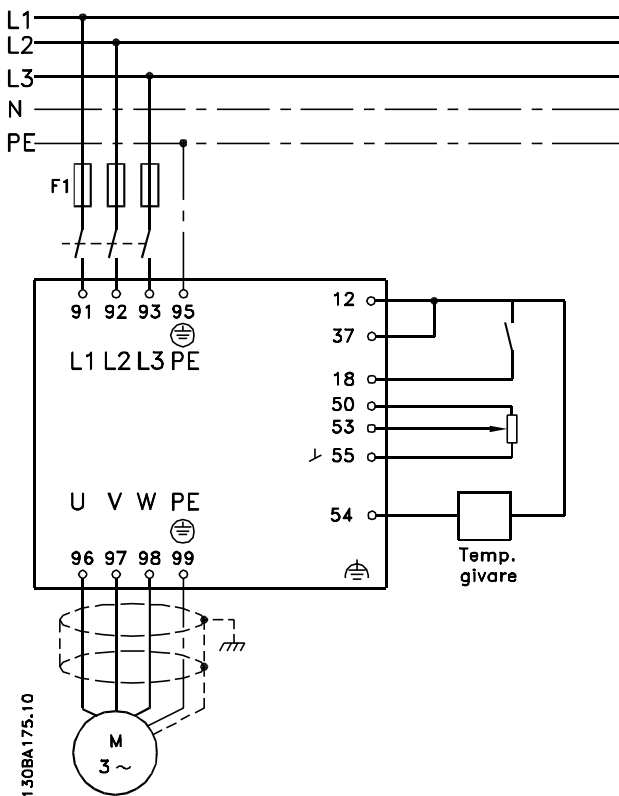 L1
L2
L3
N
PE
F1
91 92 93 95
L1 L2 L3 PE
12
37
18
50
53
55
54
Temp.
givare
U V W PE
96 97 98 99
M
3 ~
130BA175.10